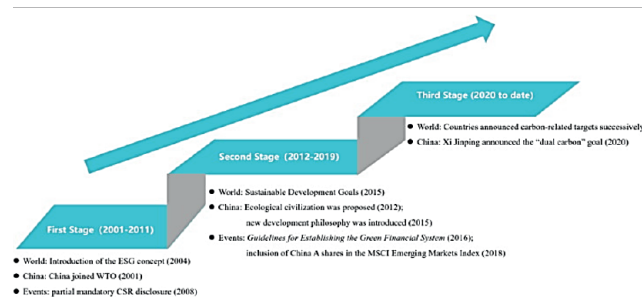 Third Stage (2020 to date)
● World: Countries announced carbon-related targets successively
● China: Xi Jinping announced the “dual carbon” goal (2020)
Second Stage (2012-2019)
● World: Sustainable Development Goals (2015)
● China: Ecological civilization was proposed (2012);
new development philosophy was introduced (2015)
● Events: Guidelines for Establishing the Green Financial System (2016);
inclusion of China A shares in the MSCI Emerging Markets Index (2018)
First Stage (2001-2011)
● World: Introduction of the ESG concept (2004)
● China: China joined WTO (2001)
● Events: partial mandatory CSR disclosure (2008)